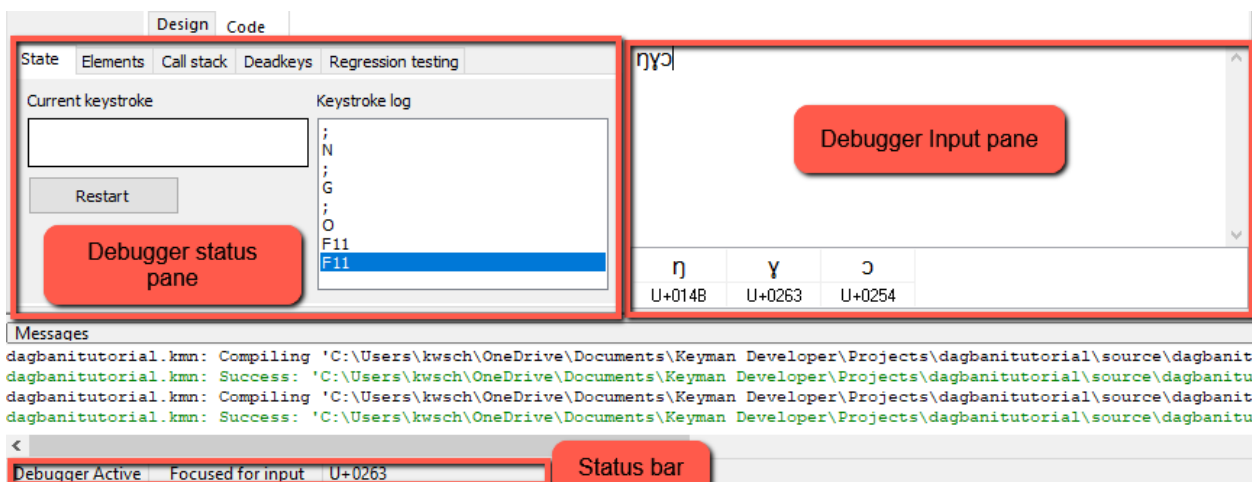 Design Code
State Elements Call stack Deadkeys Regression testing
Current keystroke
Keystroke log
;
N
;
G
;
O
F11
F11
Restart
Debugger status
pane
ŋɣɔ
Debugger Input pane
ŋ ɣ ɔ
U+014B U+0263 U+0254
Messages
dagbanitutorial.kmn: Compiling 'C:\Users\kwsch\OneDrive\Documents\Keyman Developer\Projects\dagbanitutorial\source\dagbanit
dagbanitutorial.kmn: Success: 'C:\Users\kwsch\OneDrive\Documents\Keyman Developer\Projects\dagbanitutorial\source\dagbanitu
dagbanitutorial.kmn: Compiling 'C:\Users\kwsch\OneDrive\Documents\Keyman Developer\Projects\dagbanitutorial\source\dagbanit
dagbanitutorial.kmn: Success: 'C:\Users\kwsch\OneDrive\Documents\Keyman Developer\Projects\dagbanitutorial\source\dagbanitu
Debugger Active Focused for input U+0263
Status bar